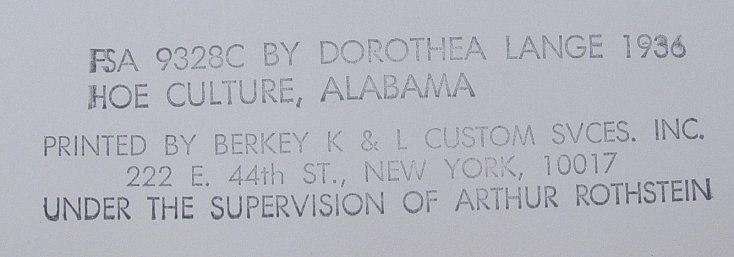 FSA 9328C BY DOROTHEA LANGE 1936
HOE CULTURE, ALABAMA
PRINTED BY BERKEY K & L CUSTOM SVCES. INC.
222 E. 44th ST., NEW YORK, 10017
UNDER THE SUPERVISION OF ARTHUR ROTHSTEIN